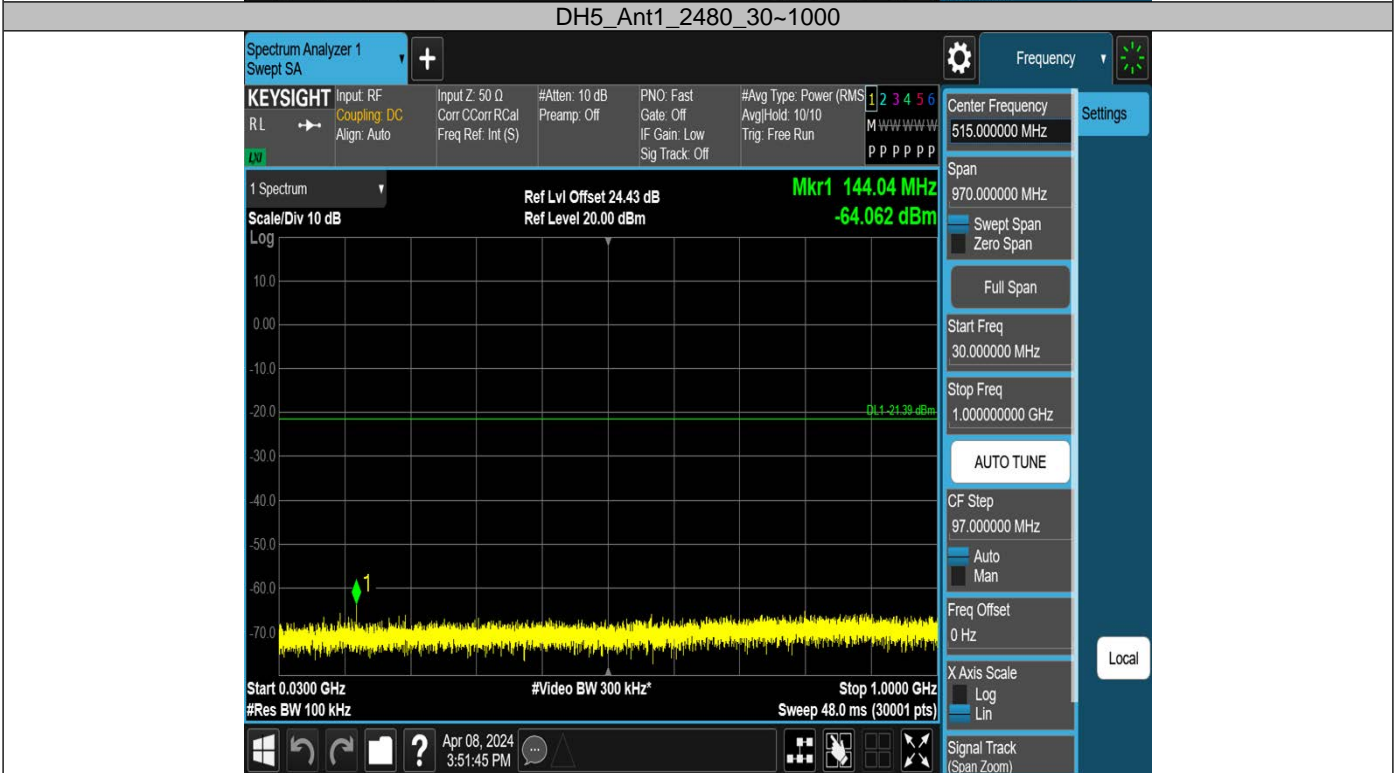 DH5_Ant1_2480_30~1000
Spectrum Analyzer 1
Swept SA
+
Frequency
KEYSIGHT
R L
LXI
Input: RF
Coupling: DC
Align: Auto
Input Z: 50 Ω
Corr CCorr RCal
Freq Ref: Int (S)
#Atten: 10 dB
Preamp: Off
PNO: Fast
Gate: Off
IF Gain: Low
Sig Track: Off
#Avg Type: Power (RMS
Avg|Hold: 10/10
Trig: Free Run
1 2 3 4 5 6
M W W W W W
P P P P P P
1 Spectrum
Scale/Div 10 dB
Log
Ref Lvl Offset 24.43 dB
Ref Level 20.00 dBm
Mkr1 144.04 MHz
-64.062 dBm
10.0
0.00
-10.0
-20.0
DL1 -21.39 dBm
-30.0
-40.0
-50.0
-60.0
1
-70.0
Start 0.0300 GHz
#Res BW 100 kHz
#Video BW 300 kHz*
Stop 1.0000 GHz
Sweep 48.0 ms (30001 pts)
?
Apr 08, 2024
3:51:45 PM
Center Frequency
515.000000 MHz
Span
970.000000 MHz
Swept Span
Zero Span
Full Span
Start Freq
30.000000 MHz
Stop Freq
1.000000000 GHz
AUTO TUNE
CF Step
97.000000 MHz
Auto
Man
Freq Offset
0 Hz
X Axis Scale
Log
Lin
Signal Track
(Span Zoom)
Settings
Local